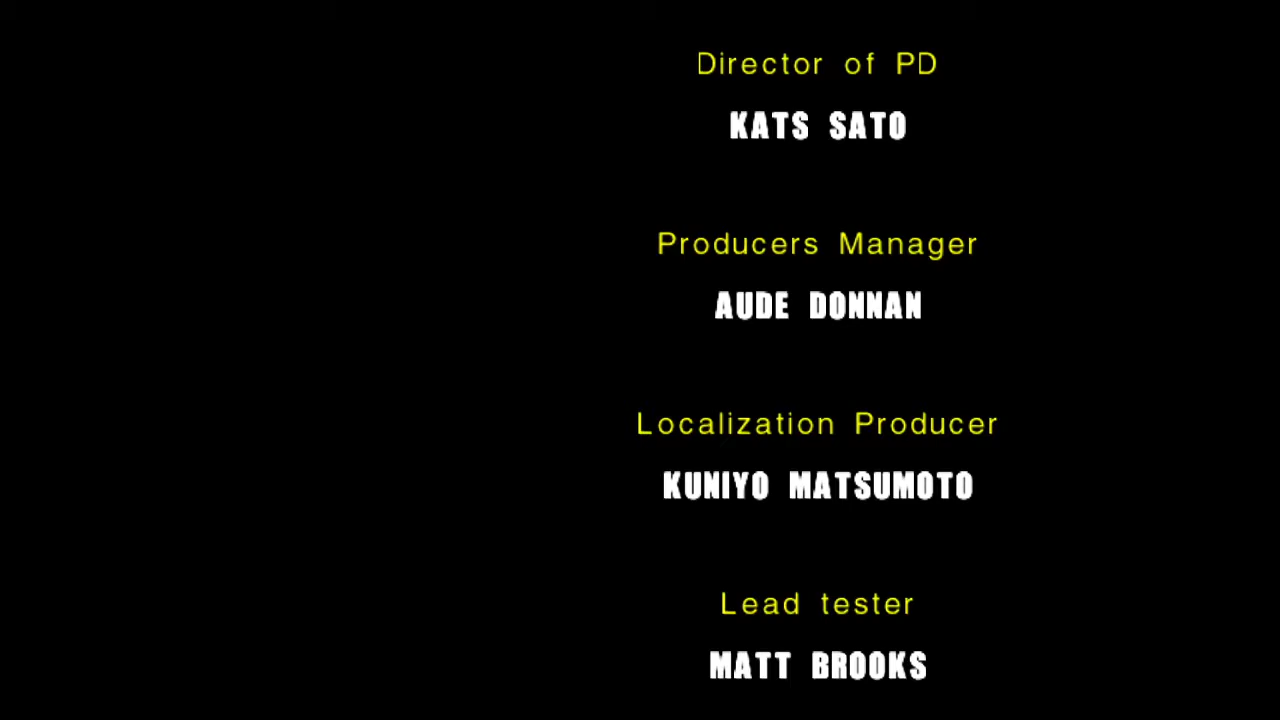 Director of PD
KATS SATO
Producers Manager
AUDE DONNAN
Localization Producer
KUNIYO MATSUMOTO
Lead tester
MATT BROOKS